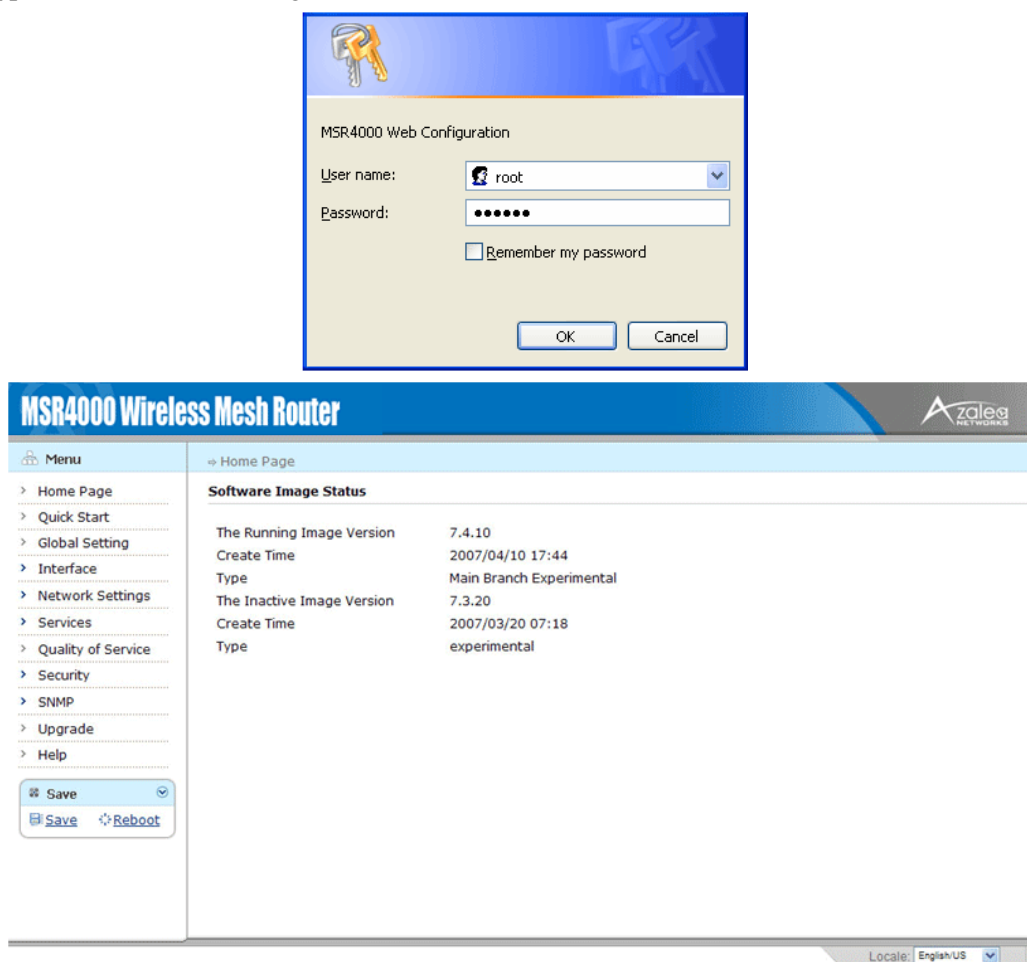 MSR4000 Web Configuration
User name:
root
Password:
••••••
Remember my password
OK Cancel
MSR4000 Wireless Mesh Router
Azalea
NETWORKS
Menu
Home Page
Quick Start
Global Setting
Interface
Network Settings
Services
Quality of Service
Security
SNMP
Upgrade
Help
Save
Save Reboot
⇒ Home Page
Software Image Status
The Running Image Version 7.4.10
Create Time 2007/04/10 17:44
Type Main Branch Experimental
The Inactive Image Version 7.3.20
Create Time 2007/03/20 07:18
Type experimental
Locale: English/US